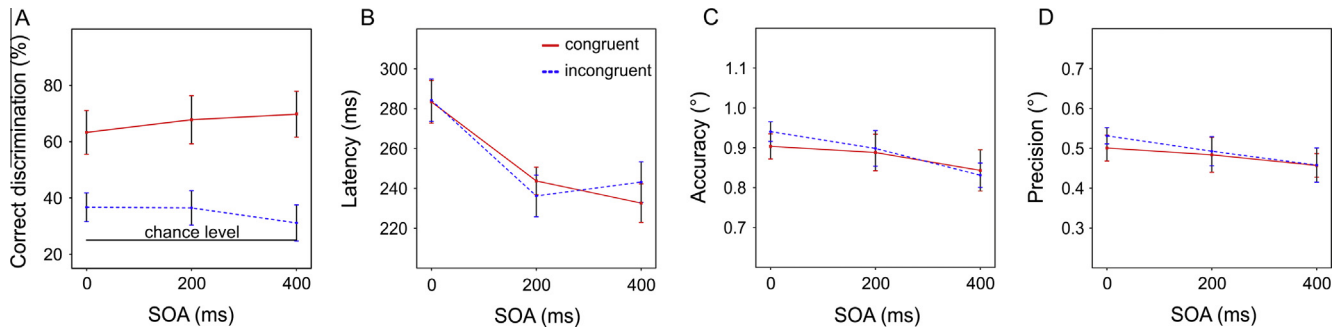 A
Correct discrimination (%)
80
60
40
20
chance level
0
200
400
SOA (ms)
B
Latency (ms)
300
280
260
240
220
congruent
incongruent
0
200
400
SOA (ms)
C
Accuracy (°)
1.1
1.0
0.9
0.8
0.7
0
200
400
SOA (ms)
D
Precision (°)
0.7
0.6
0.5
0.4
0.3
0
200
400
SOA (ms)